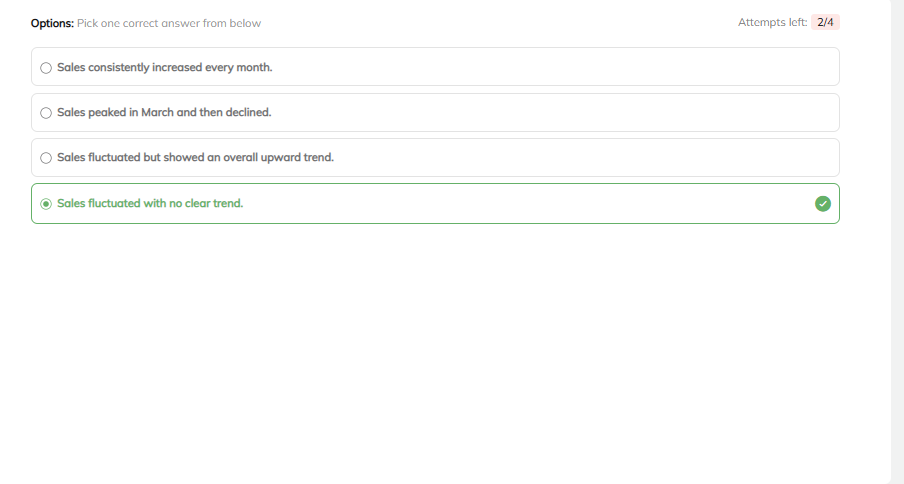 Options: Pick one correct answer from below
Attempts left: 2/4
Sales consistently increased every month.
Sales peaked in March and then declined.
Sales fluctuated but showed an overall upward trend.
Sales fluctuated with no clear trend.